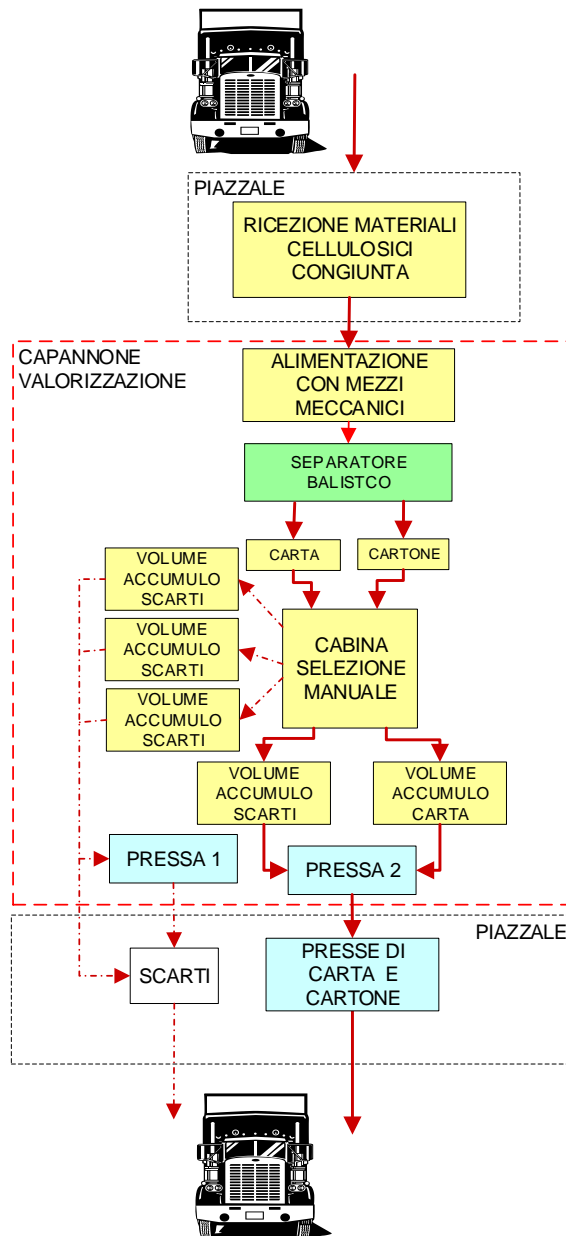 PIAZZALE
RICEZIONE MATERIALI
CELLULOSICI
CONGIUNTA
CAPANNONE
VALORIZZAZIONE
ALIMENTAZIONE
CON MEZZI
MECCANICI
SEPARATORE
BALISTCO
CARTA
CARTONE
VOLUME
ACCUMULO
SCARTI
VOLUME
ACCUMULO
SCARTI
VOLUME
ACCUMULO
SCARTI
CABINA
SELEZIONE
MANUALE
VOLUME
ACCUMULO
SCARTI
VOLUME
ACCUMULO
CARTA
PRESSA 1
PRESSA 2
PIAZZALE
SCARTI
PRESSE DI
CARTA E
CARTONE